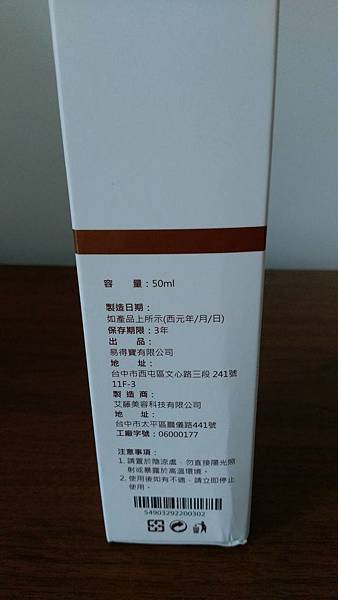 容　　量：50ml
製造日期：
如產品上所示(西元年/月/日)
保存期限：3年
出　　品：
易得寶有限公司
地　　址：
台中市西屯區文心路三段 241號
11F-3
製 造 商：
艾藤美容科技有限公司
地　　址：
台中市太平區鵬儀路441號
工廠字號：06000177
注意事項：
1. 請置於陰涼處、勿直接陽光照
射或暴露於高溫環境。
2. 使用後如有不適，請立即停止
使用。
54903292200302